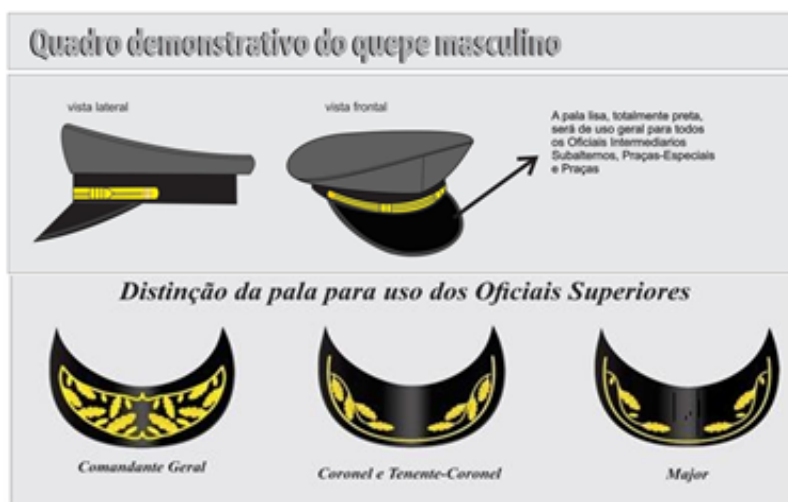 Quadro demonstrativo do quepe masculino
vista lateral
vista frontal
A pala lisa, totalmente preta,
será de uso geral para todos
os Oficiais Intermediarios
Subalternos, Praças-Especiais
e Praças
Distinção da pala para uso dos Oficiais Superiores
Comandante Geral
Coronel e Tenente-Coronel
Major